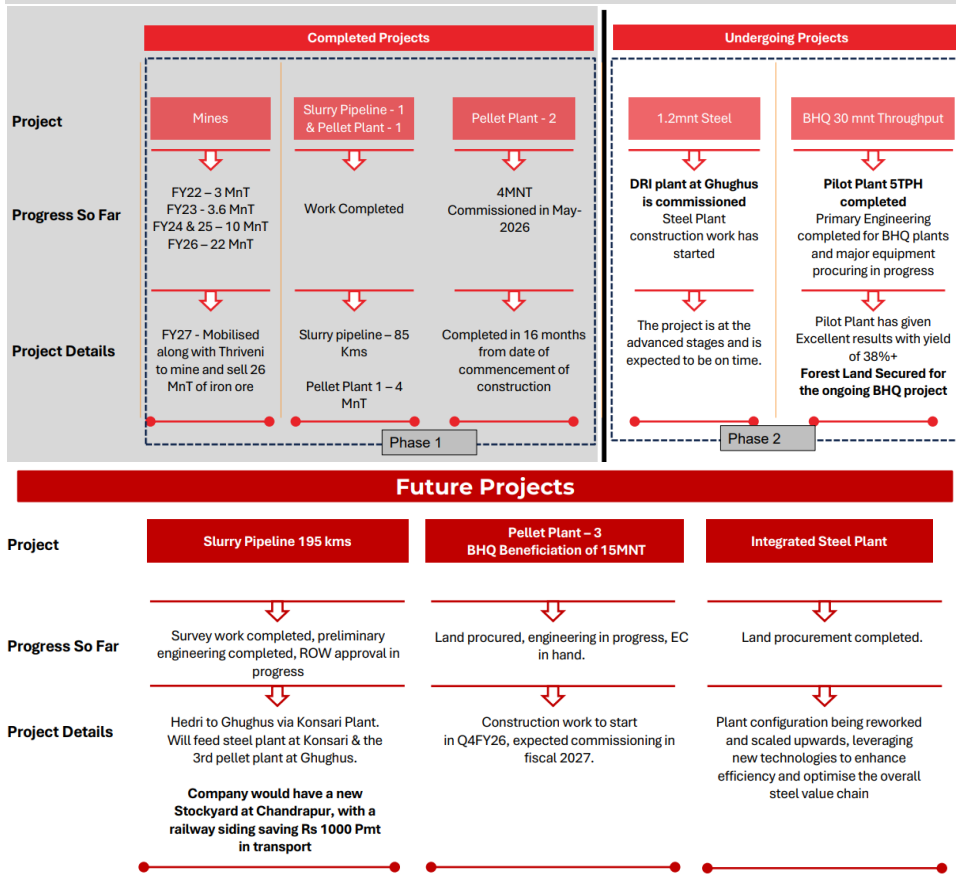 Completed Projects
Undergoing Projects
Project
Mines
Slurry Pipeline - 1
& Pellet Plant - 1
Pellet Plant - 2
1.2mnt Steel
BHQ 30 mnt Throughput
Progress So Far
FY22 – 3 MnT
FY23 - 3.6 MnT
FY24 & 25 – 10 MnT
FY26 – 22 MnT
Work Completed
4MNT
Commissioned in May-
2026
DRI plant at Ghughus
is commissioned
Steel Plant
construction work has
started
Pilot Plant 5TPH
completed
Primary Engineering
completed for BHQ plants
and major equipment
procuring in progress
Project Details
FY27 - Mobilised
along with Thriveni
to mine and sell 26
MnT of iron ore
Slurry pipeline – 85
Kms
Pellet Plant 1 – 4
MnT
Completed in 16 months
from date of
commencement of
construction
The project is at the
advanced stages and is
expected to be on time.
Pilot Plant has given
Excellent results with yield
of 38%+
Forest Land Secured for
the ongoing BHQ project
Phase 1
Phase 2
Future Projects
Project
Slurry Pipeline 195 kms
Pellet Plant – 3
BHQ Beneficiation of 15MNT
Integrated Steel Plant
Progress So Far
Survey work completed, preliminary
engineering completed, ROW approval in
progress
Land procured, engineering in progress, EC
in hand.
Land procurement completed.
Project Details
Hedri to Ghughus via Konsari Plant.
Will feed steel plant at Konsari & the
3rd pellet plant at Ghughus.
Company would have a new
Stockyard at Chandrapur, with a
railway siding saving Rs 1000 Pmt
in transport
Construction work to start
in Q4FY26, expected commissioning in
fiscal 2027.
Plant configuration being reworked
and scaled upwards, leveraging
new technologies to enhance
efficiency and optimise the overall
steel value chain